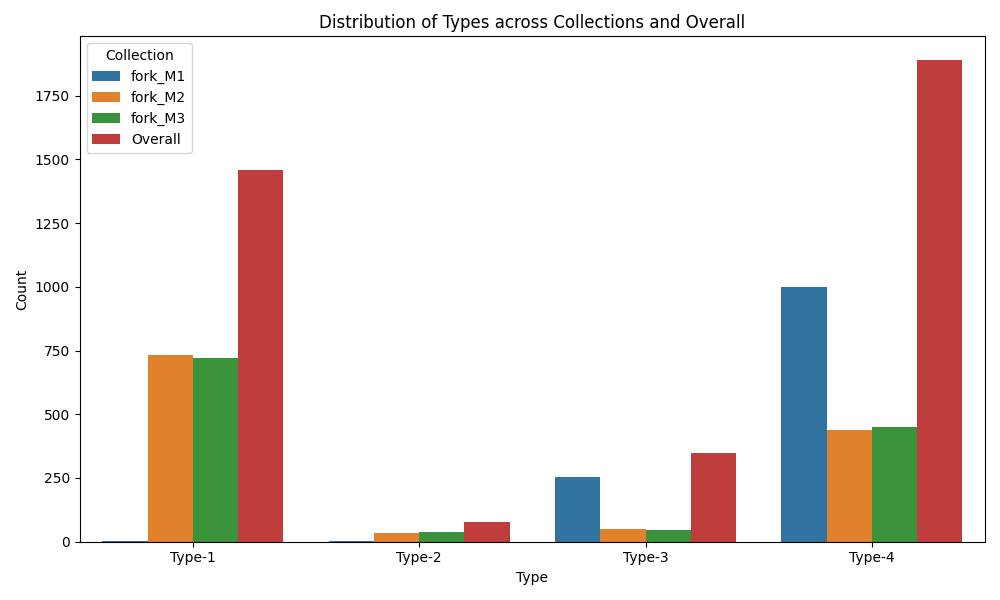 Distribution of Types across Collections and Overall
Collection
fork_M1
fork_M2
fork_M3
Overall
1750
1500
1250
1000
750
500
250
0
Count
Type-1 Type-2 Type-3 Type-4
Type